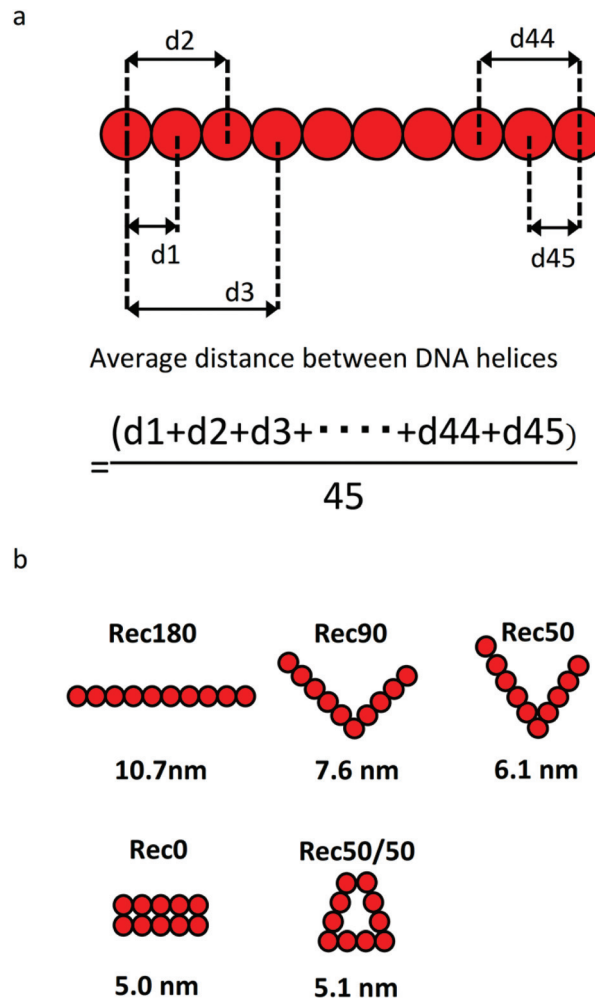 a
d2
d44
d1
d45
d3
Average distance between DNA helices
(d1+d2+d3+····+d44+d45)
=
45
b
Rec180
Rec90
Rec50
10.7nm
7.6 nm
6.1 nm
Rec0
Rec50/50
5.0 nm
5.1 nm